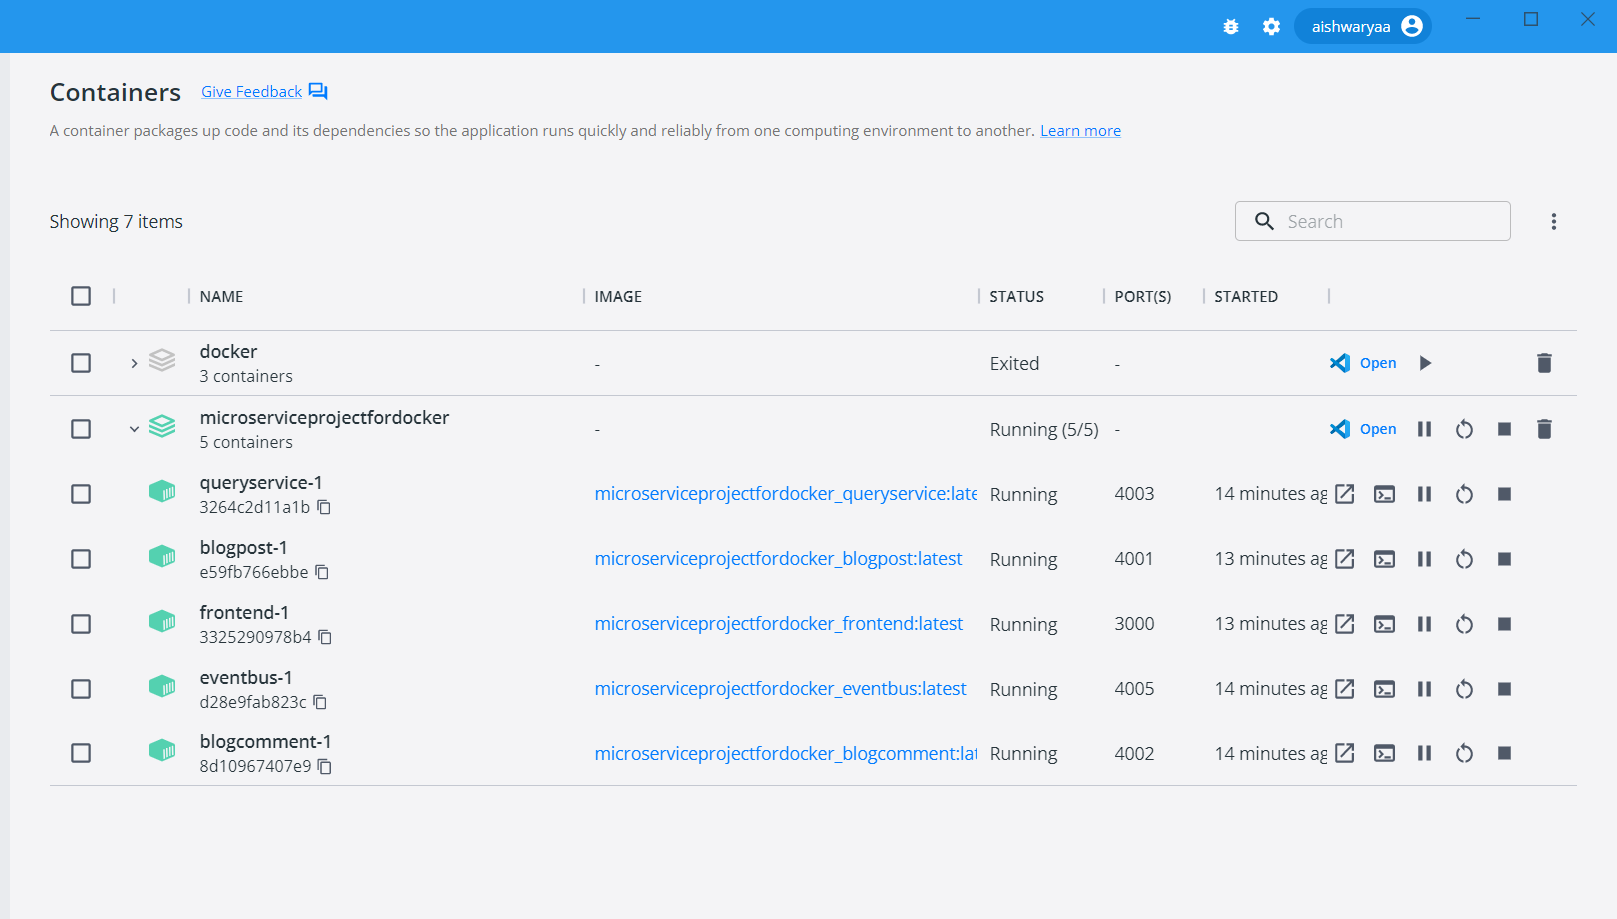 aishwaryaa
Containers Give Feedback
A container packages up code and its dependencies so the application runs quickly and reliably from one computing environment to another. Learn more
Showing 7 items
Search
NAME IMAGE STATUS PORT(S) STARTED
docker
3 containers
- Exited - Open
microserviceprojectfordocker
5 containers
- Running (5/5) - Open
queryservice-1
3264c2d11a1b
microserviceprojectfordocker_queryservice:late Running 4003 14 minutes ag
blogpost-1
e59fb766ebbe
microserviceprojectfordocker_blogpost:latest Running 4001 13 minutes ag
frontend-1
3325290978b4
microserviceprojectfordocker_frontend:latest Running 3000 13 minutes ag
eventbus-1
d28e9fab823c
microserviceprojectfordocker_eventbus:latest Running 4005 14 minutes ag
blogcomment-1
8d10967407e9
microserviceprojectfordocker_blogcomment:lat Running 4002 14 minutes ag